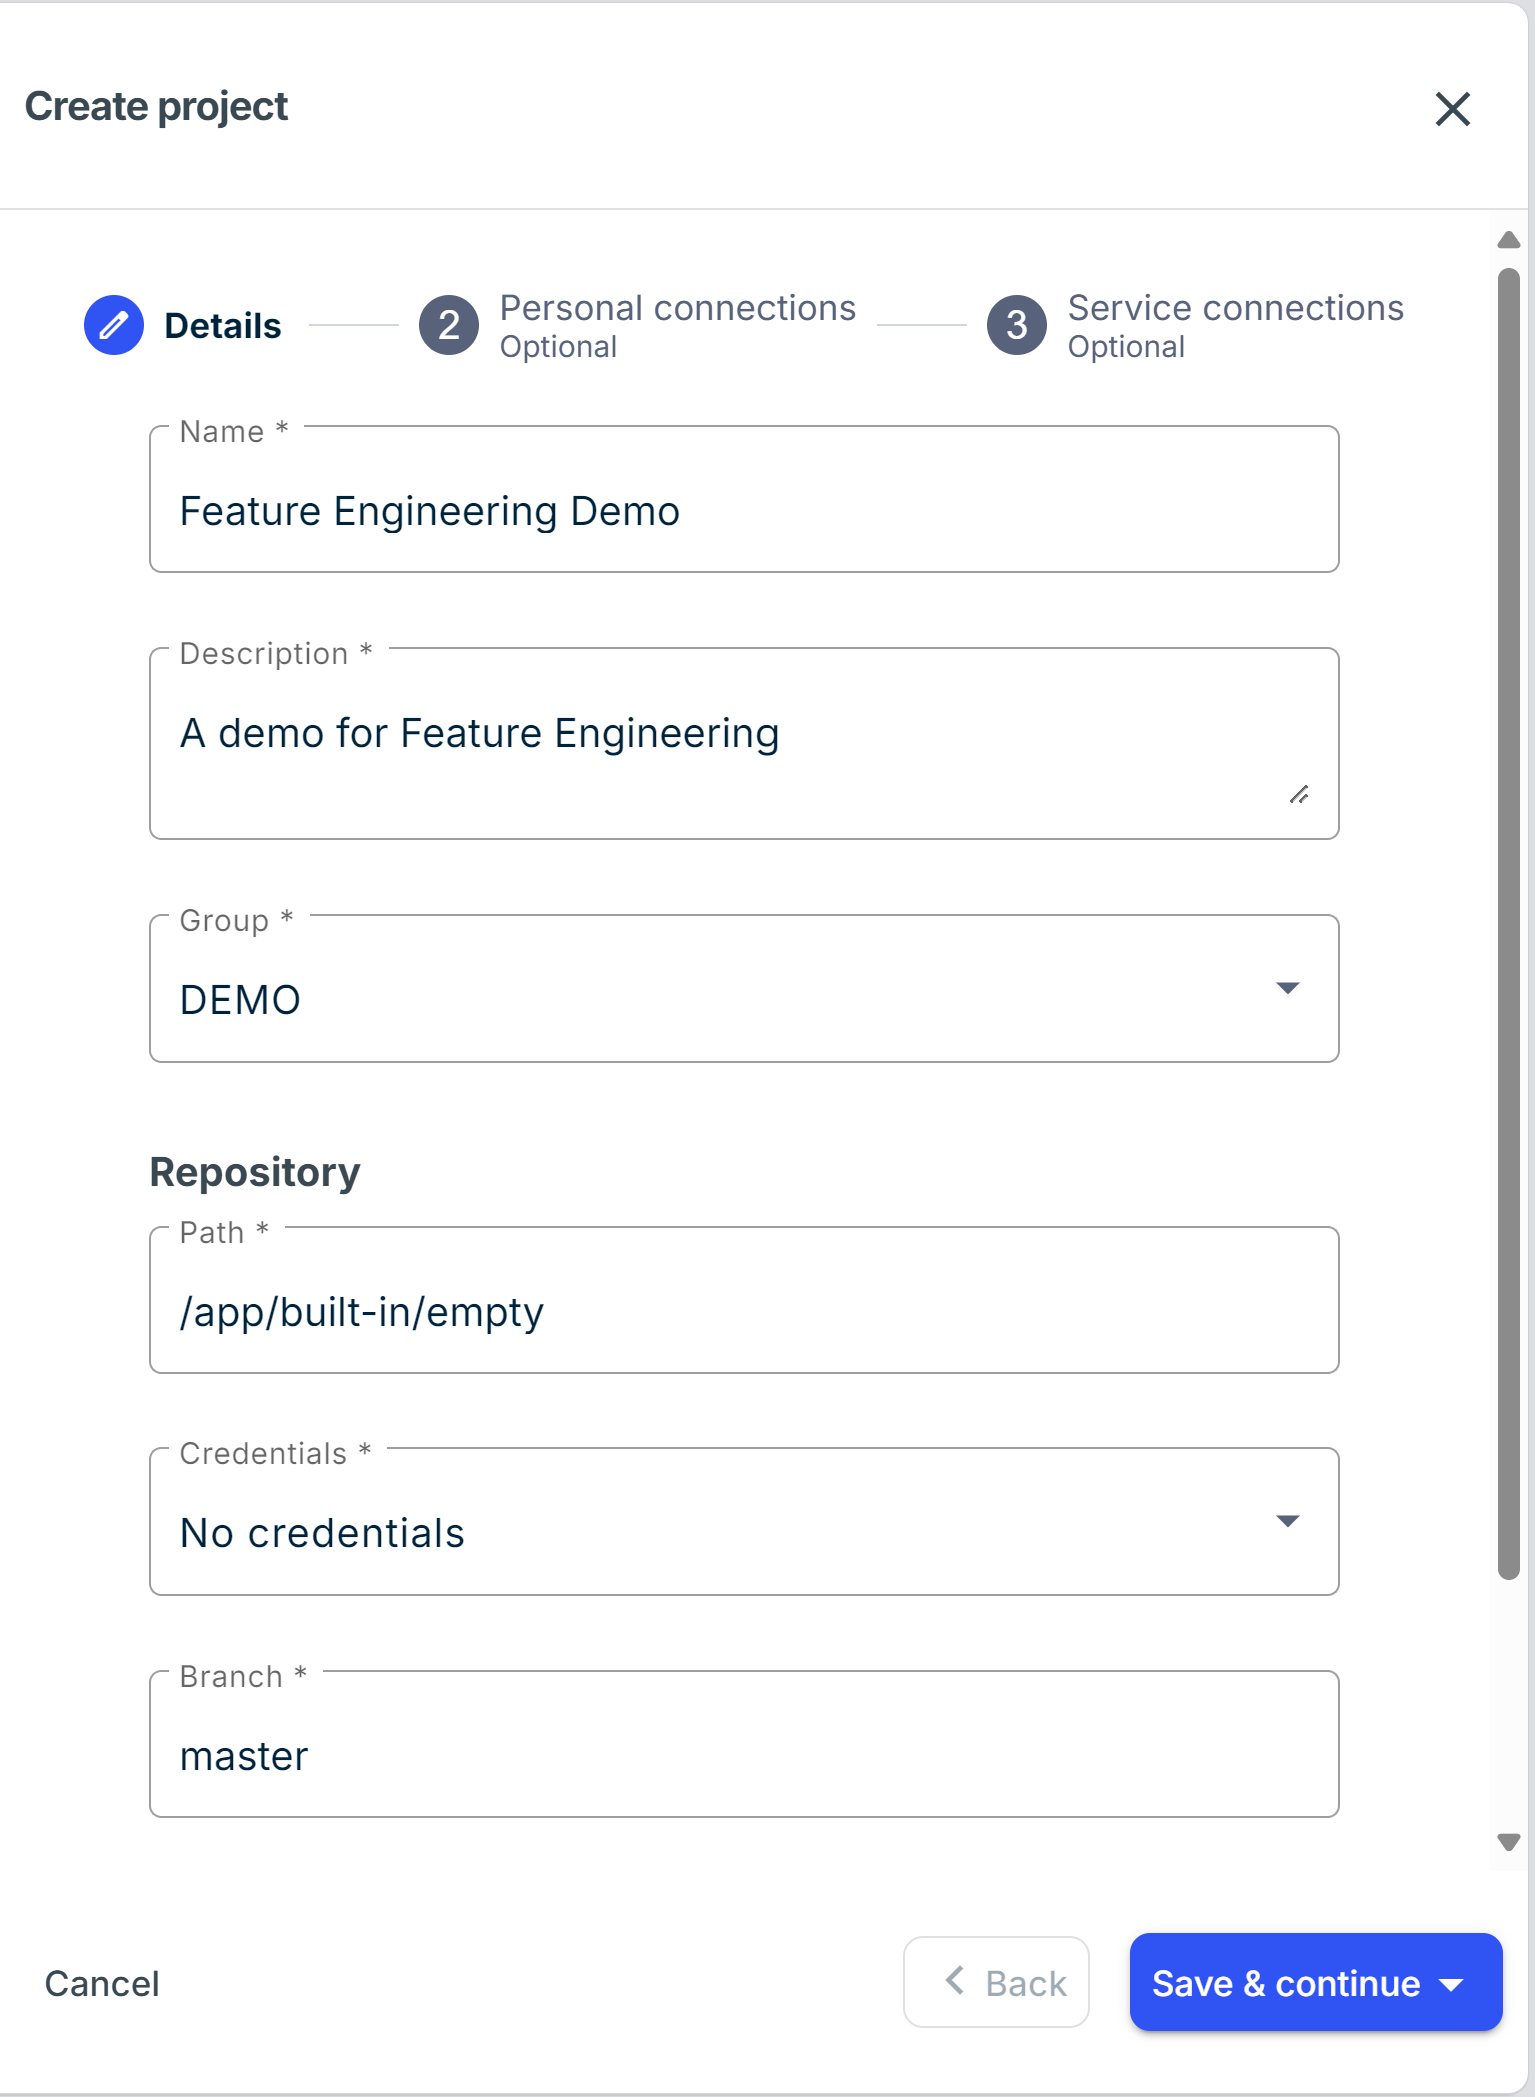 Create project
Details
2
Personal connections
Optional
3
Service connections
Optional
Name *
Feature Engineering Demo
Description *
A demo for Feature Engineering
Group *
DEMO
Repository
Path *
/app/built-in/empty
Credentials *
No credentials
Branch *
master
Cancel
Back
Save & continue